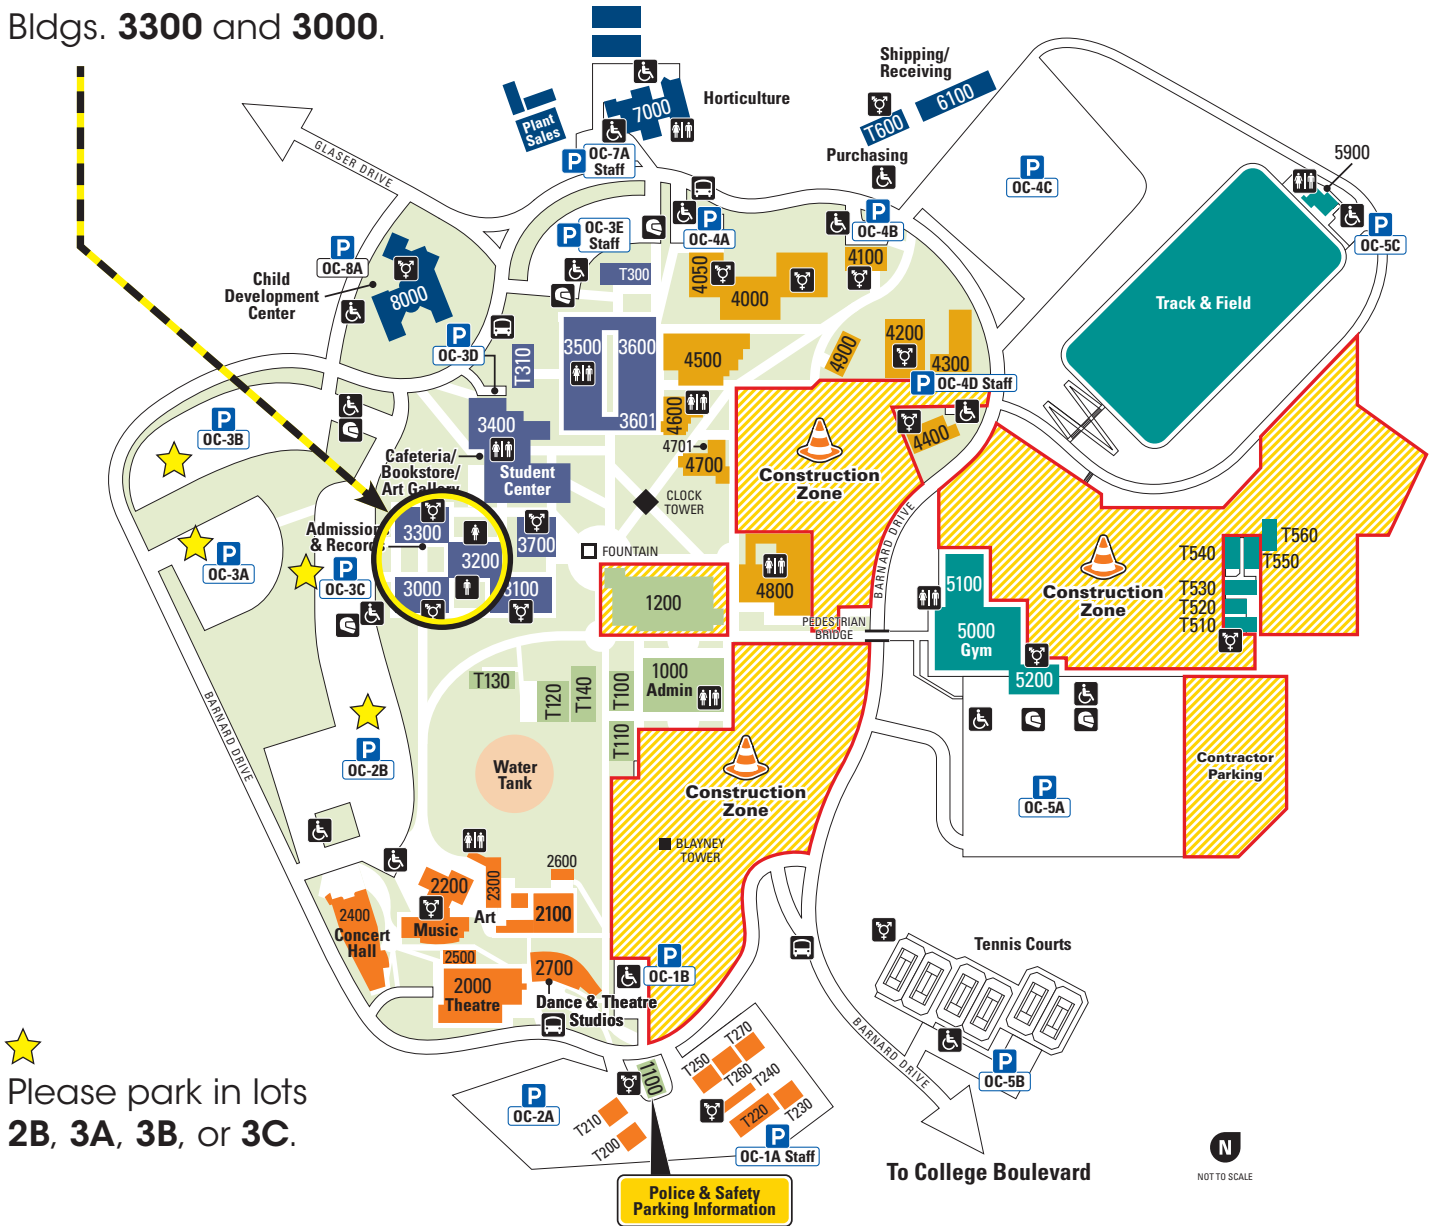 Bldgs. 3300 and 3000.
Shipping/
Receiving
6100
T600
Horticulture
7000
Plant
Sales
Purchasing
P
OC-7A
Staff
GLASER DRIVE
P
OC-4C
5900
P
OC-3E
Staff
P
OC-4A
P
OC-4B
P
OC-5C
P
OC-8A
Child
Development
Center
8000
T300
4050
4000
4100
Track & Field
P
OC-3D
T310
3500
3600
3601
4500
4900
4200
4300
P
OC-4D Staff
P
OC-3B
3400
Student
Center
Cafeteria/
Bookstore/
Art Gallery
4600
4701
4700
4400
Construction
Zone
CLOCK
TOWER
Admissions
& Records
3300
3700
3200
3000
3100
FOUNTAIN
P
OC-3A
P
OC-3C
1200
4800
BARNARD DRIVE
PEDESTRIAN
BRIDGE
5100
5000
Gym
5200
Construction
Zone
T560
T540
T550
T530
T520
T510
T130
T120
T140
T100
T110
1000
Admin
BARNARD DRIVE
P
OC-2B
Water
Tank
Construction
Zone
BLAYNEY
TOWER
P
OC-5A
Contractor
Parking
2600
2200
2300
Music
Art
2100
2400
Concert
Hall
2500
2000
Theatre
2700
Dance & Theatre
Studios
P
OC-1B
Tennis Courts
BARNARD DRIVE
P
OC-5B
1100
T270
T250
T260
T240
T220
T230
T210
T200
P
OC-2A
P
OC-1A Staff
Please park in lots
2B, 3A, 3B, or 3C.
Police & Safety
Parking Information
To College Boulevard
N
NOT TO SCALE